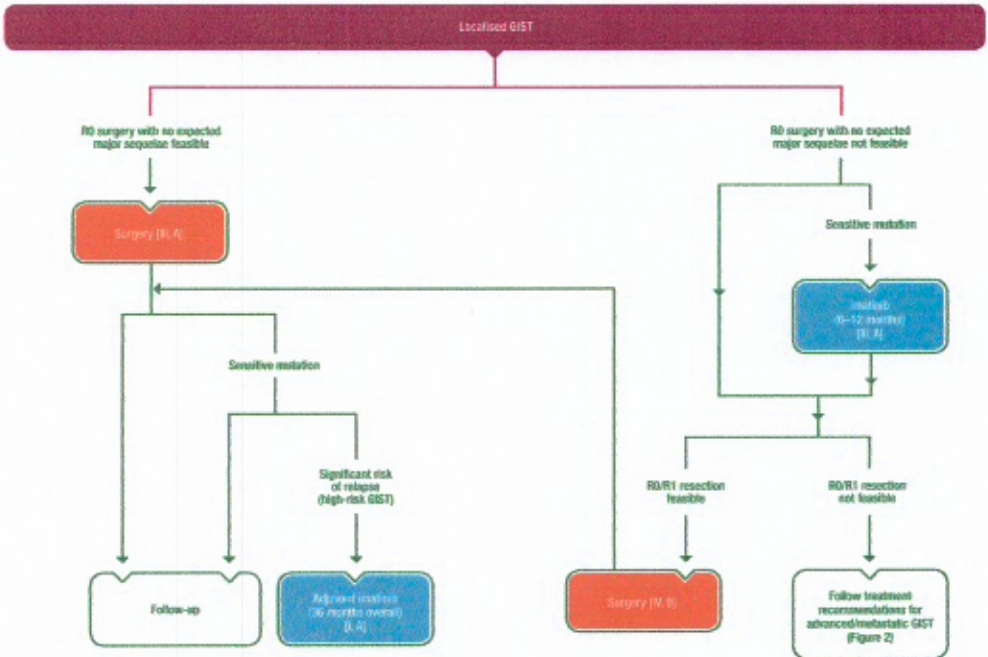 Localised GIST
R0 surgery with no expected
major sequelae feasible
R0 surgery with no expected
major sequelae not feasible
Surgery [III, A]
Sensitive mutation
Imatinib
(6–12 months)
[III, A]
Sensitive mutation
Significant risk
of relapse
(high-risk GIST)
R0/R1 resection
feasible
R0/R1 resection
not feasible
Follow-up
Adjuvant imatinib
(36 months overall)
[I, A]
Surgery [IV, B]
Follow treatment
recommendations for
advanced/metastatic GIST
(Figure 2)